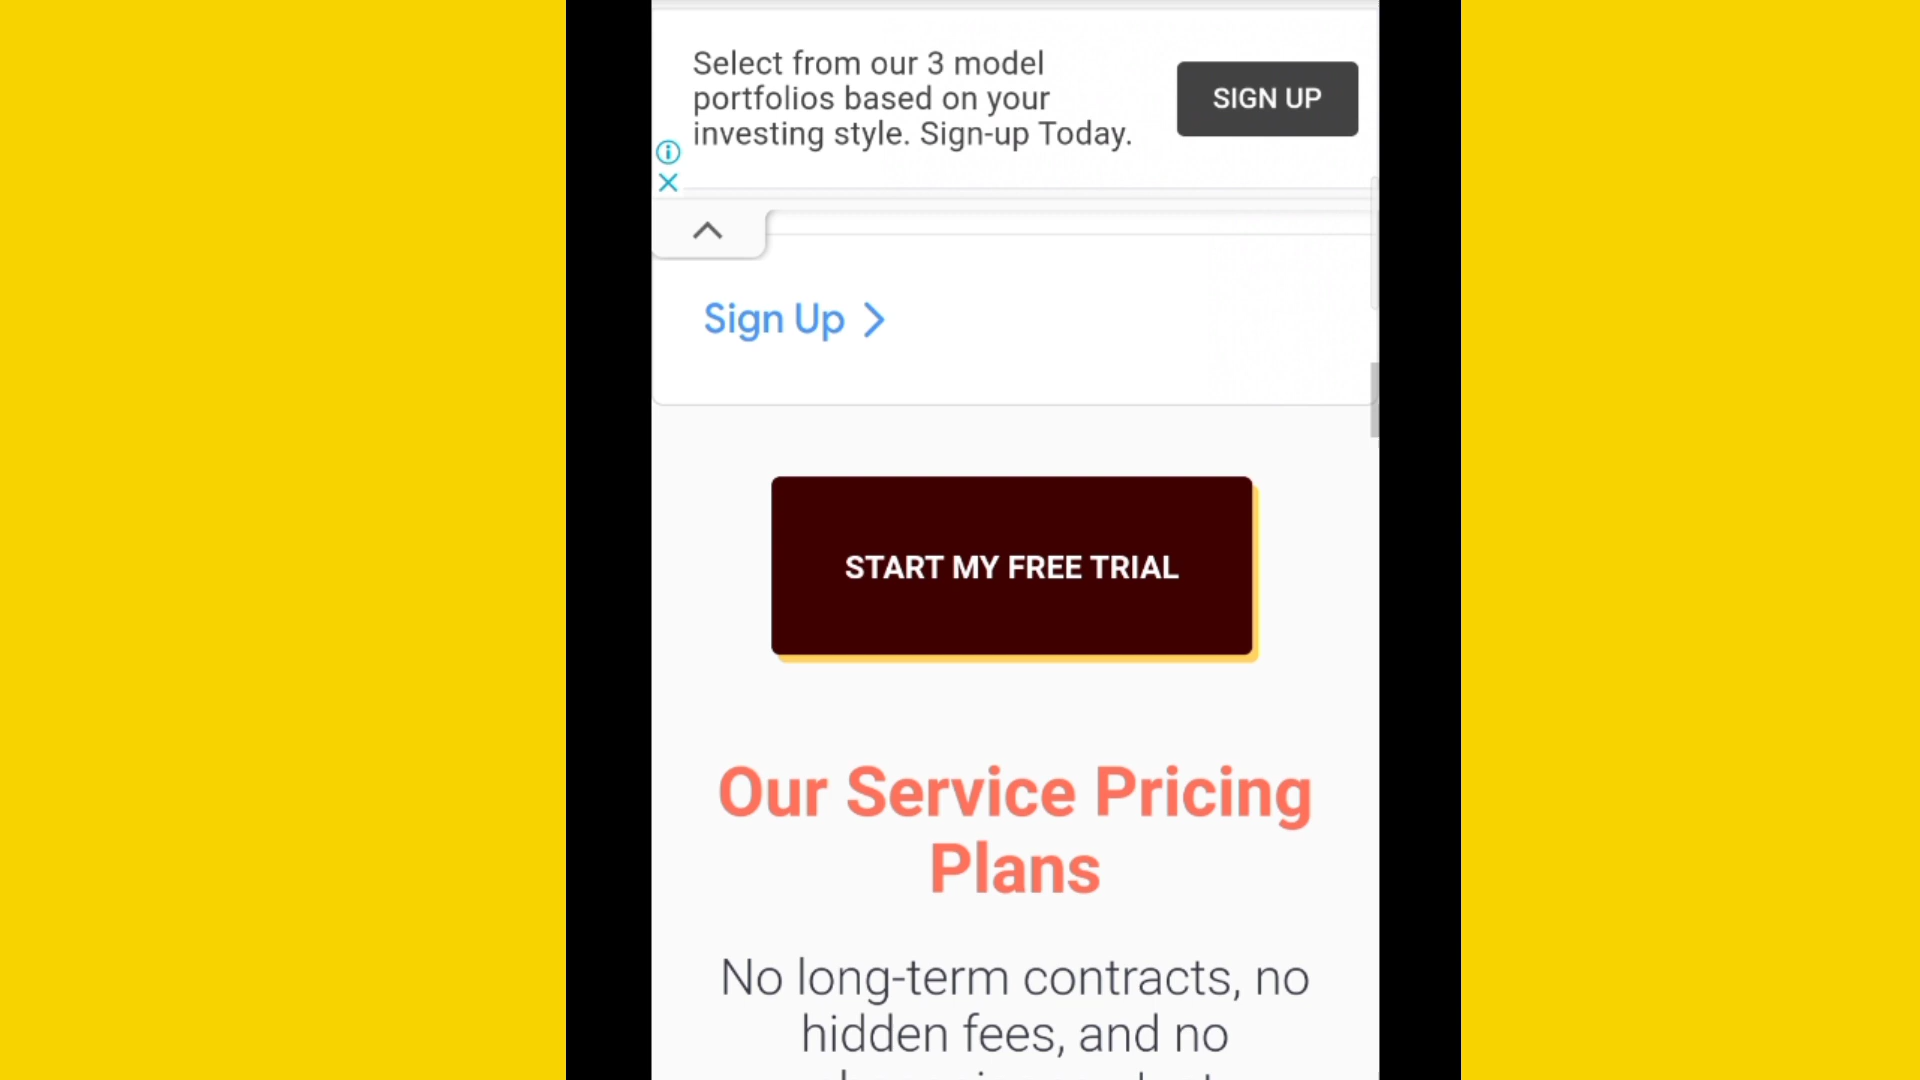 Select from our 3 model
portfolios based on your
investing style. Sign-up Today.
SIGN UP
Sign Up
START MY FREE TRIAL
Our Service Pricing
Plans
No long-term contracts, no
hidden fees, and no